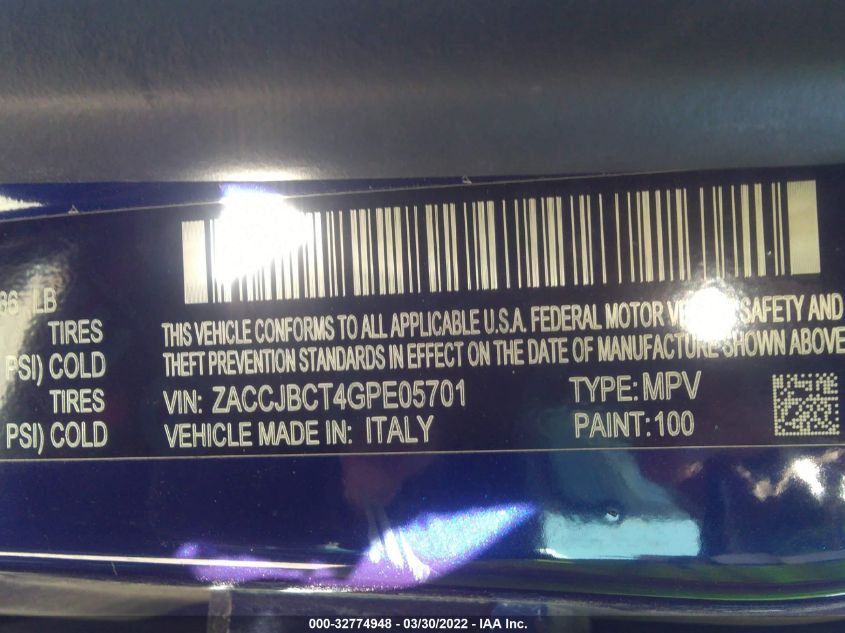 LB
TIRES
PSI) COLD
TIRES
PSI) COLD
THIS VEHICLE CONFORMS TO ALL APPLICABLE U.S.A. FEDERAL MOTOR SAFETY AND
THEFT PREVENTION STANDARDS IN EFFECT ON THE DATE OF MANUFACTURE SHOWN ABOVE
VIN: ZACCJBCT4GPE05701 TYPE: MPV
VEHICLE MADE IN: ITALY PAINT: 100
000-32774948 - 03/30/2022 - IAA Inc.